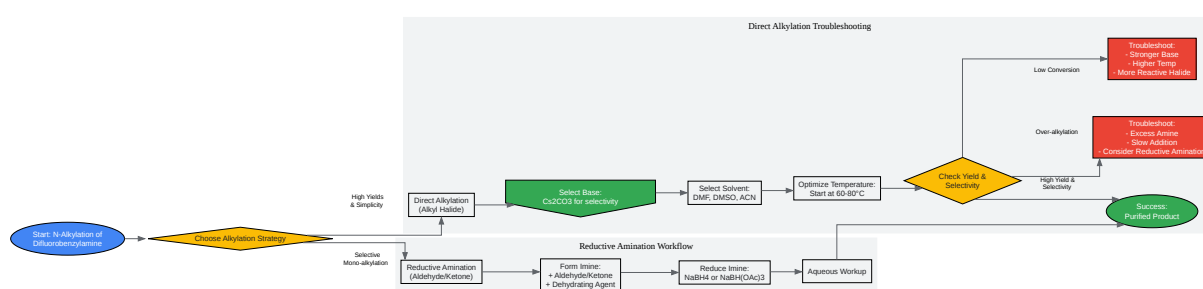 Direct Alkylation Troubleshooting
Troubleshoot:
- Stronger Base
- Higher Temp
- More Reactive Halide
Low Conversion
Troubleshoot:
- Excess Amine
- Slow Addition
- Consider Reductive Amination
Over-alkylation
Check Yield &
Selectivity
High Yield &
Selectivity
Select Base:
Cs2CO3 for selectivity
Select Solvent:
DMF, DMSO, ACN
Optimize Temperature:
Start at 60-80°C
High Yields
& Simplicity
Direct Alkylation
(Alkyl Halide)
Success:
Purified Product
Start: N-Alkylation of
Difluorobenzylamine
Choose Alkylation Strategy
Reductive Amination Workflow
Selective
Mono-alkylation
Reductive Amination
(Aldehyde/Ketone)
Form Imine:
+ Aldehyde/Ketone
+ Dehydrating Agent
Reduce Imine:
NaBH4 or NaBH(OAc)3
Aqueous Workup